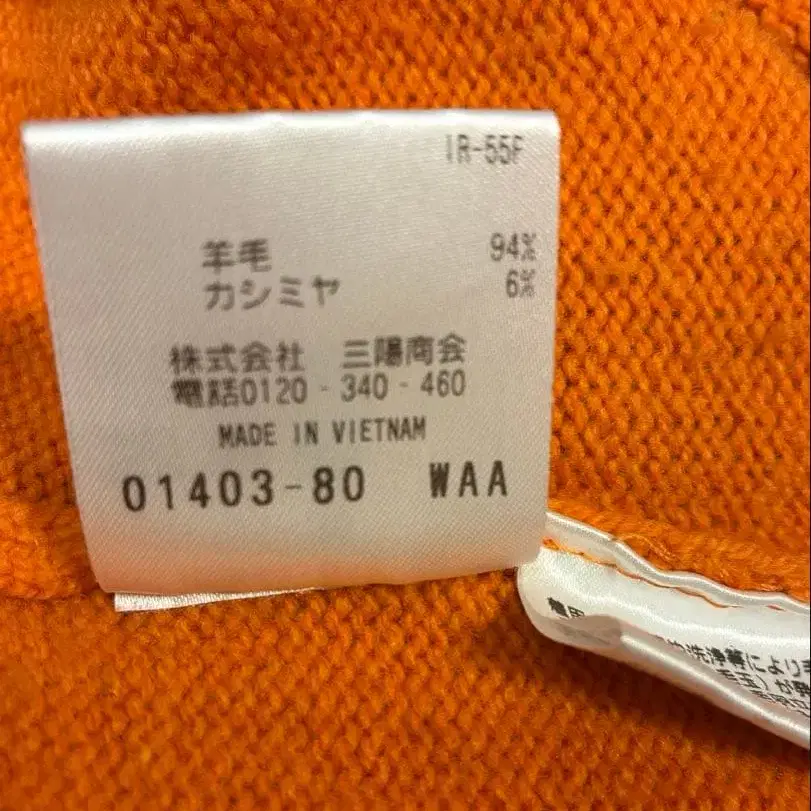 IR-55F
羊毛 94%
カシミヤ 6%
株式会社 三陽商会
電話0120-340-460
MADE IN VIETNAM
01403-80 WAA